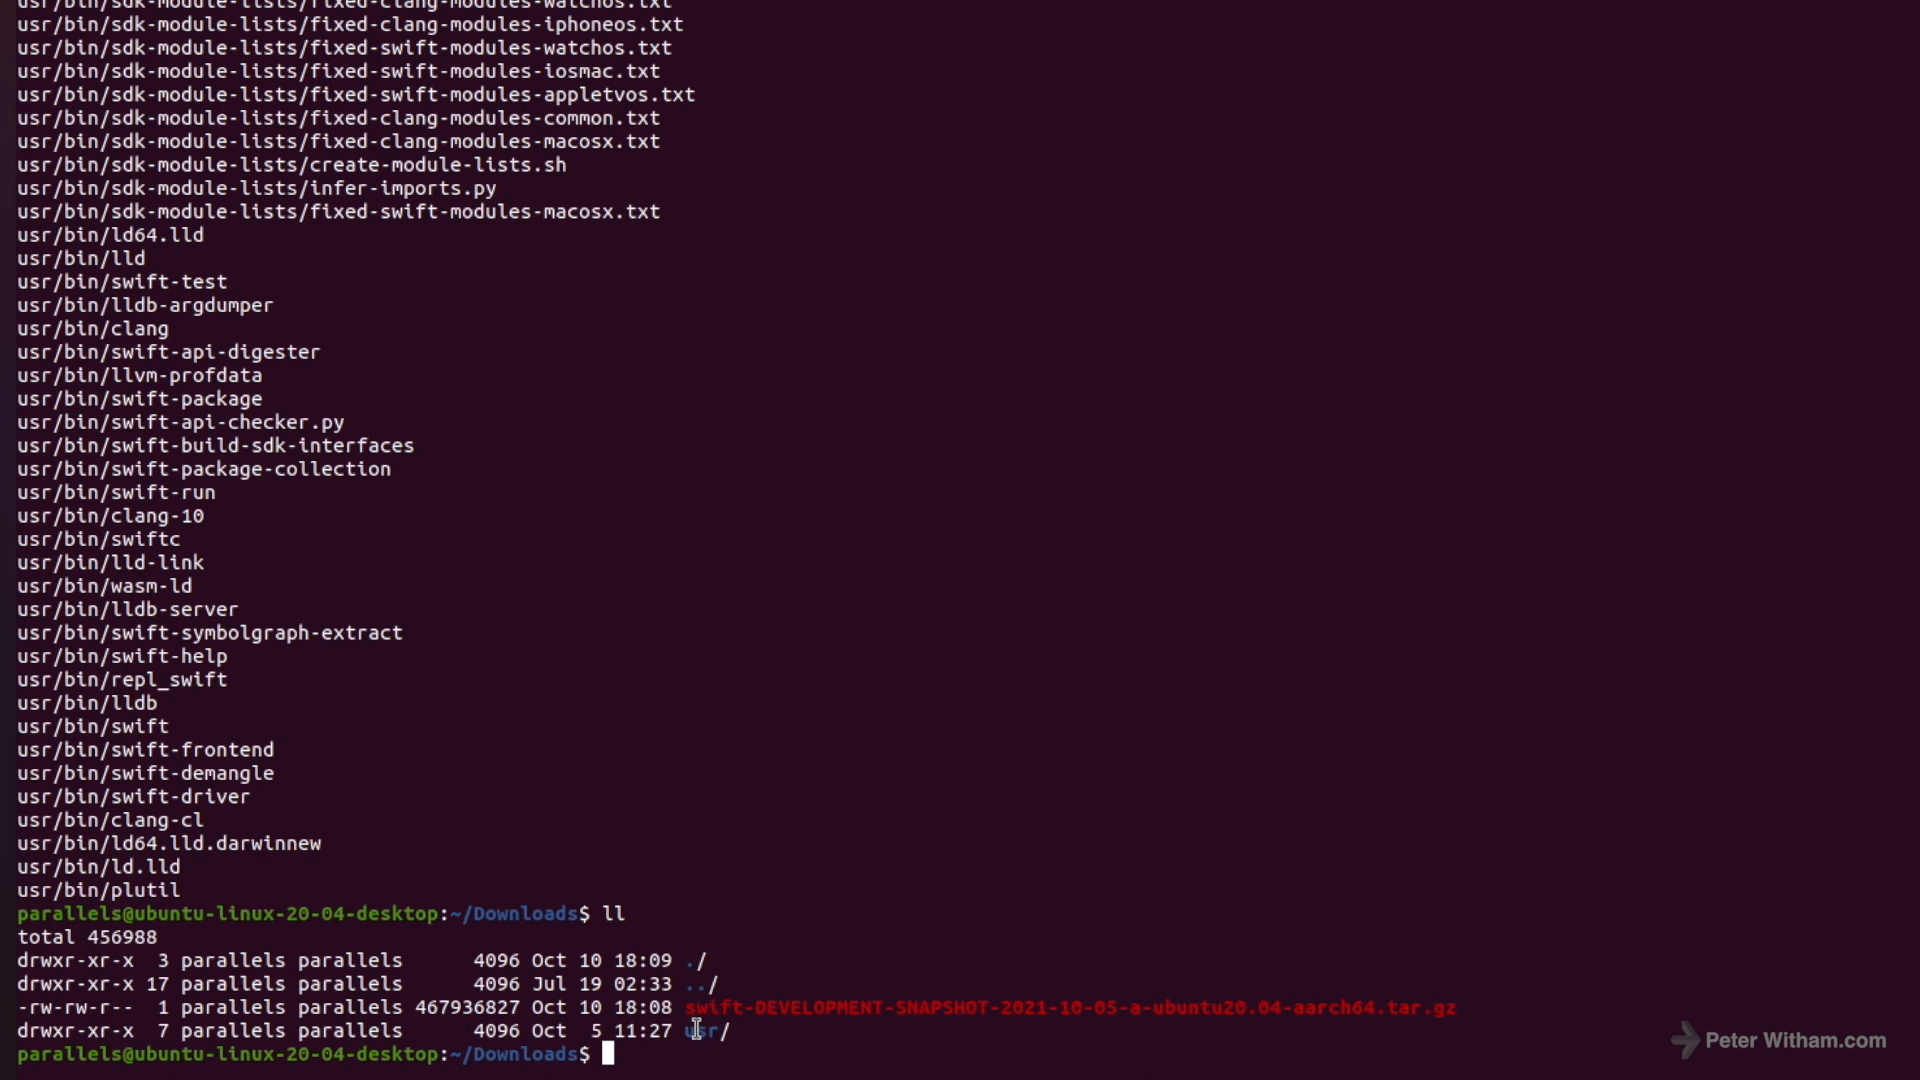 usr/bin/sdk-module-lists/fixed-clang-modules-watchos.txt
usr/bin/sdk-module-lists/fixed-clang-modules-iphoneos.txt
usr/bin/sdk-module-lists/fixed-swift-modules-watchos.txt
usr/bin/sdk-module-lists/fixed-swift-modules-iosmac.txt
usr/bin/sdk-module-lists/fixed-swift-modules-appletvos.txt
usr/bin/sdk-module-lists/fixed-clang-modules-common.txt
usr/bin/sdk-module-lists/fixed-clang-modules-macosx.txt
usr/bin/sdk-module-lists/create-module-lists.sh
usr/bin/sdk-module-lists/infer-imports.py
usr/bin/sdk-module-lists/fixed-swift-modules-macosx.txt
usr/bin/ld64.lld
usr/bin/lld
usr/bin/swift-test
usr/bin/lldb-argdumper
usr/bin/clang
usr/bin/swift-api-digester
usr/bin/llvm-profdata
usr/bin/swift-package
usr/bin/swift-api-checker.py
usr/bin/swift-build-sdk-interfaces
usr/bin/swift-package-collection
usr/bin/swift-run
usr/bin/clang-10
usr/bin/swiftc
usr/bin/lld-link
usr/bin/wasm-ld
usr/bin/lldb-server
usr/bin/swift-symbolgraph-extract
usr/bin/swift-help
usr/bin/repl_swift
usr/bin/lldb
usr/bin/swift
usr/bin/swift-frontend
usr/bin/swift-demangle
usr/bin/swift-driver
usr/bin/clang-cl
usr/bin/ld64.lld.darwinnew
usr/bin/ld.lld
usr/bin/plutil
parallels@ubuntu-linux-20-04-desktop:~/Downloads$ ll
total 456988
drwxr-xr-x  3 parallels parallels      4096 Oct 10 18:09 ./
drwxr-xr-x 17 parallels parallels      4096 Jul 19 02:33 ../
-rw-rw-r--  1 parallels parallels 467936827 Oct 10 18:08 swift-DEVELOPMENT-SNAPSHOT-2021-10-05-a-ubuntu20.04-aarch64.tar.gz
drwxr-xr-x  7 parallels parallels      4096 Oct  5 11:27 usr/
parallels@ubuntu-linux-20-04-desktop:~/Downloads$
Peter Witham.com